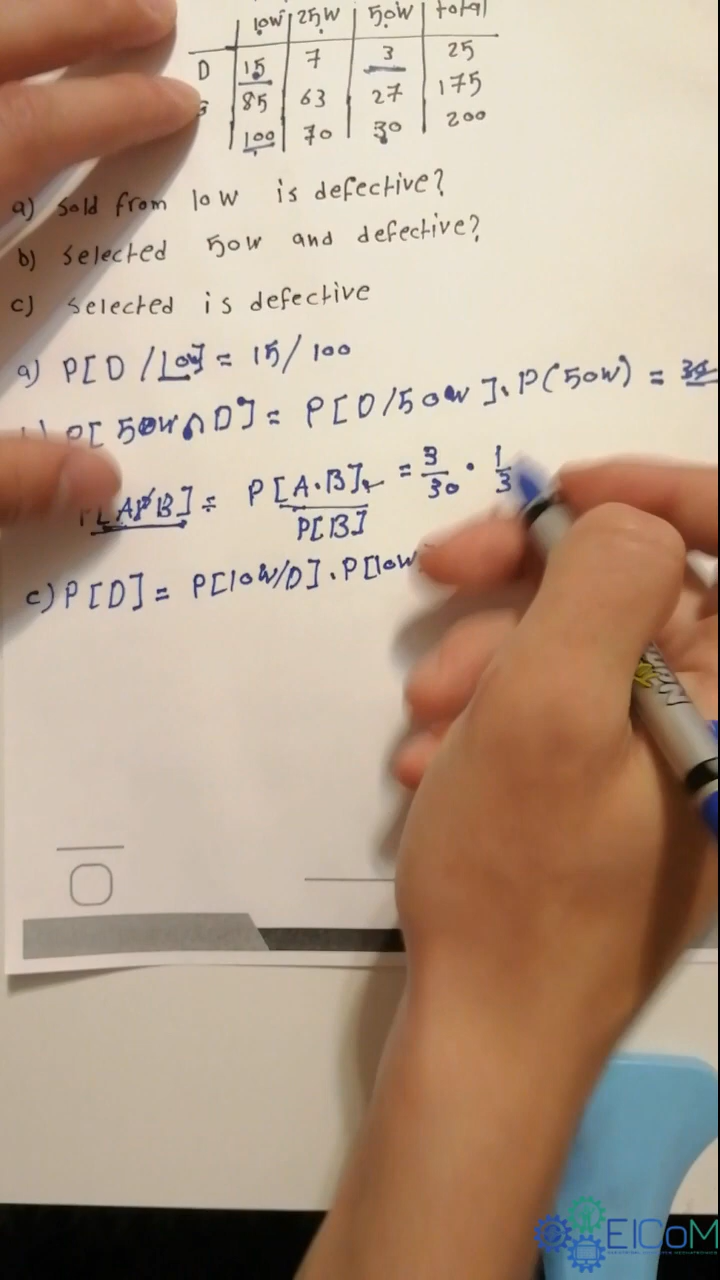 10W 25W 50W total
D 15 7 3 25
85 63 27 175
100 70 30 200
a) sold from 10W is defective?
b) selected 50W and defective?
c) selected is defective
a) P[D/10W] = 15/100
P[50W∩D] = P[D/50W].P(50W) =
P[A/B] = P[A.B] = 3/30 . 1/3
P[B]
c) P[D] = P[10W/D].P[10W
EICoM